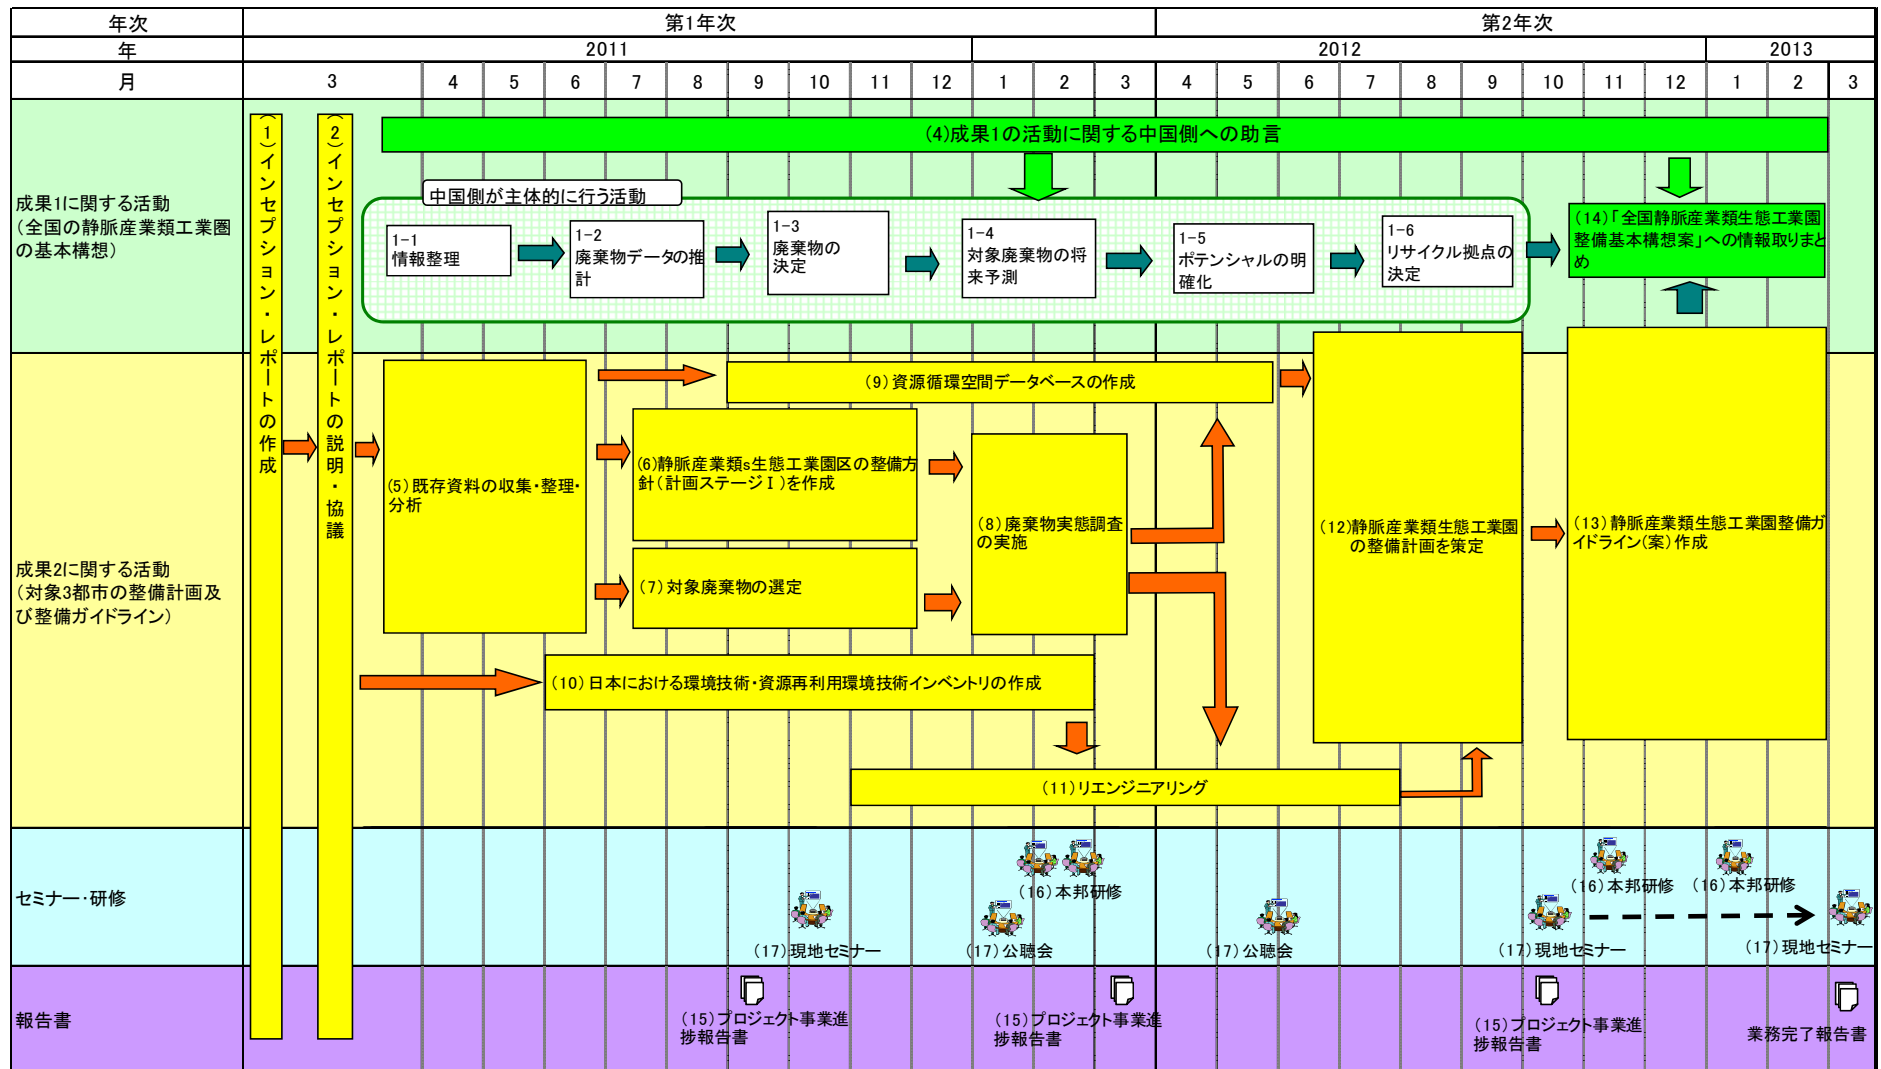 年次
第1年次
第2年次
年
2011
2012
2013
月
3
4
5
6
7
8
9
10
11
12
1
2
3
4
5
6
7
8
9
10
11
12
1
2
3
(1)インセプション・レポートの作成
(2)インセプション・レポートの説明・協議
成果1に関する活動
(全国の静脈産業類工業圏
の基本構想)
(4)成果1の活動に関する中国側への助言
中国側が主体的に行う活動
1-1
情報整理
1-2
廃棄物データの推
計
1-3
廃棄物の
決定
1-4
対象廃棄物の将
来予測
1-5
ポテンシャルの明
確化
1-6
リサイクル拠点の
決定
(14)「全国静脈産業類生態工業園
整備基本構想案」への情報取りまと
め
成果2に関する活動
(対象3都市の整備計画及
び整備ガイドライン)
(5)既存資料の収集・整理・
分析
(9)資源循環空間データベースの作成
(6)静脈産業類s生態工業園区の整備方
針(計画ステージⅠ)を作成
(7)対象廃棄物の選定
(8)廃棄物実態調査
の実施
(10)日本における環境技術・資源再利用環境技術インベントリの作成
(11)リエンジニアリング
(12)静脈産業類生態工業園
の整備計画を策定
(13)静脈産業類生態工業園整備ガ
イドライン(案)作成
セミナー・研修
(17)現地セミナー
(17)公聴会
(16)本邦研修
(17)公聴会
(17)現地セミナー
(16)本邦研修
(16)本邦研修
(17)現地セミナー
報告書
(15)プロジェクト事業進
捗報告書
(15)プロジェクト事業進
捗報告書
(15)プロジェクト事業進
捗報告書
業務完了報告書